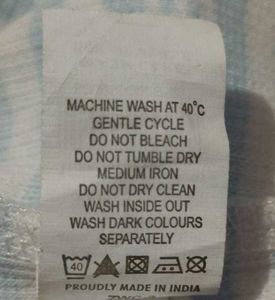 MACHINE WASH AT 40°C
GENTLE CYCLE
DO NOT BLEACH
DO NOT TUMBLE DRY
MEDIUM IRON
DO NOT DRY CLEAN
WASH INSIDE OUT
WASH DARK COLOURS
SEPARATELY
40
PROUDLY MADE IN INDIA